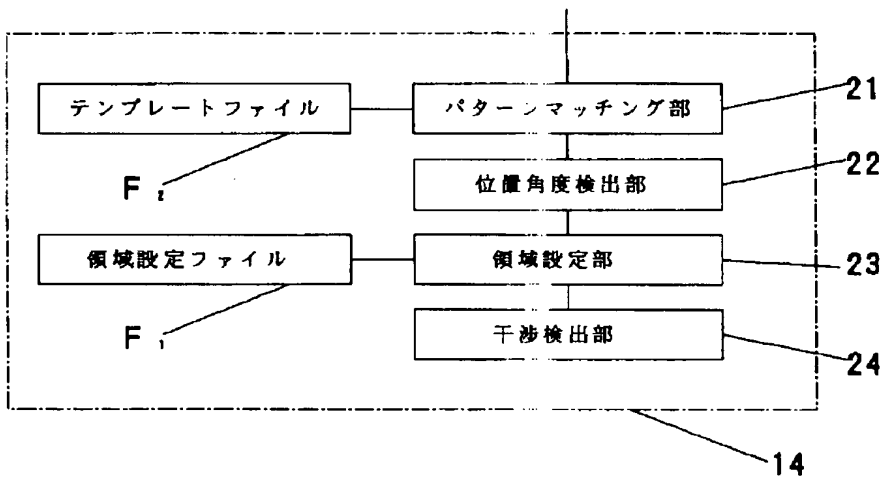 テンプレートファイル
パターンマッチング部
21
F₂
位置角度検出部
22
領域設定ファイル
領域設定部
23
F₁
干渉検出部
24
14